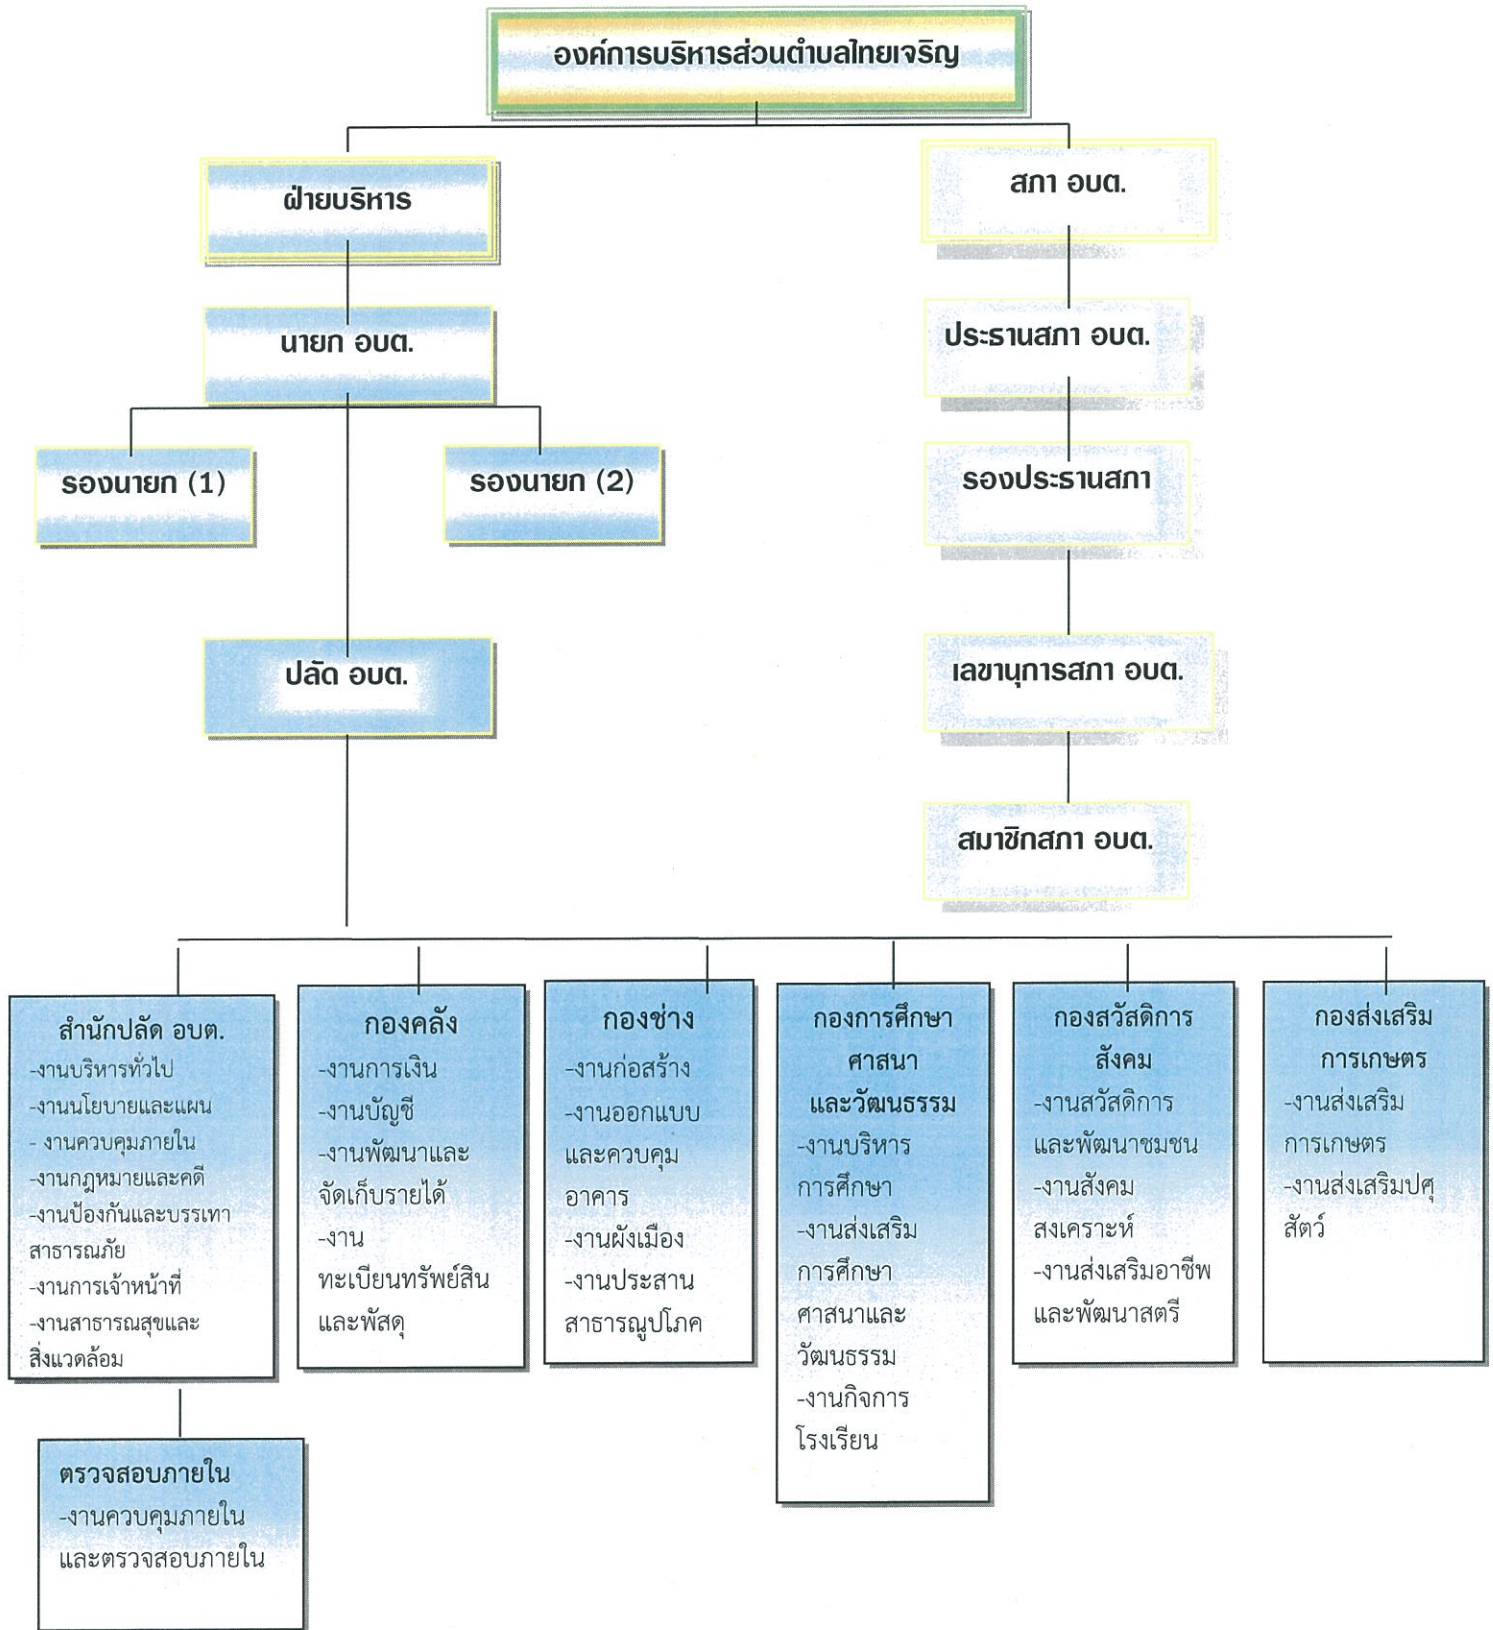 องค์การบริหารส่วนตำบลไทยเจริญ
ฝ่ายบริหาร
สภา อบต.
นายก อบต.
ประธานสภา อบต.
รองนายก (1)
รองนายก (2)
รองประธานสภา
ปลัด อบต.
เลขานุการสภา อบต.
สมาชิกสภา อบต.
สำนักปลัด อบต.
-งานบริหารทั่วไป
-งานนโยบายและแผน
- งานควบคุมภายใน
-งานกฎหมายและคดี
-งานป้องกันและบรรเทา
สาธารณภัย
-งานการเจ้าหน้าที่
-งานสาธารณสุขและ
สิ่งแวดล้อม
กองคลัง
-งานการเงิน
-งานบัญชี
-งานพัฒนาและ
จัดเก็บรายได้
-งาน
ทะเบียนทรัพย์สิน
และพัสดุ
กองช่าง
-งานก่อสร้าง
-งานออกแบบ
และควบคุม
อาคาร
-งานผังเมือง
-งานประสาน
สาธารณูปโภค
กองการศึกษา
ศาสนา
และวัฒนธรรม
-งานบริหาร
การศึกษา
-งานส่งเสริม
การศึกษา
ศาสนาและ
วัฒนธรรม
-งานกิจการ
โรงเรียน
กองสวัสดิการ
สังคม
-งานสวัสดิการ
และพัฒนาชมชน
-งานสังคม
สงเคราะห์
-งานส่งเสริมอาชีพ
และพัฒนาสตรี
กองส่งเสริม
การเกษตร
-งานส่งเสริม
การเกษตร
-งานส่งเสริมปศุ
สัตว์
ตรวจสอบภายใน
-งานควบคุมภายใน
และตรวจสอบภายใน